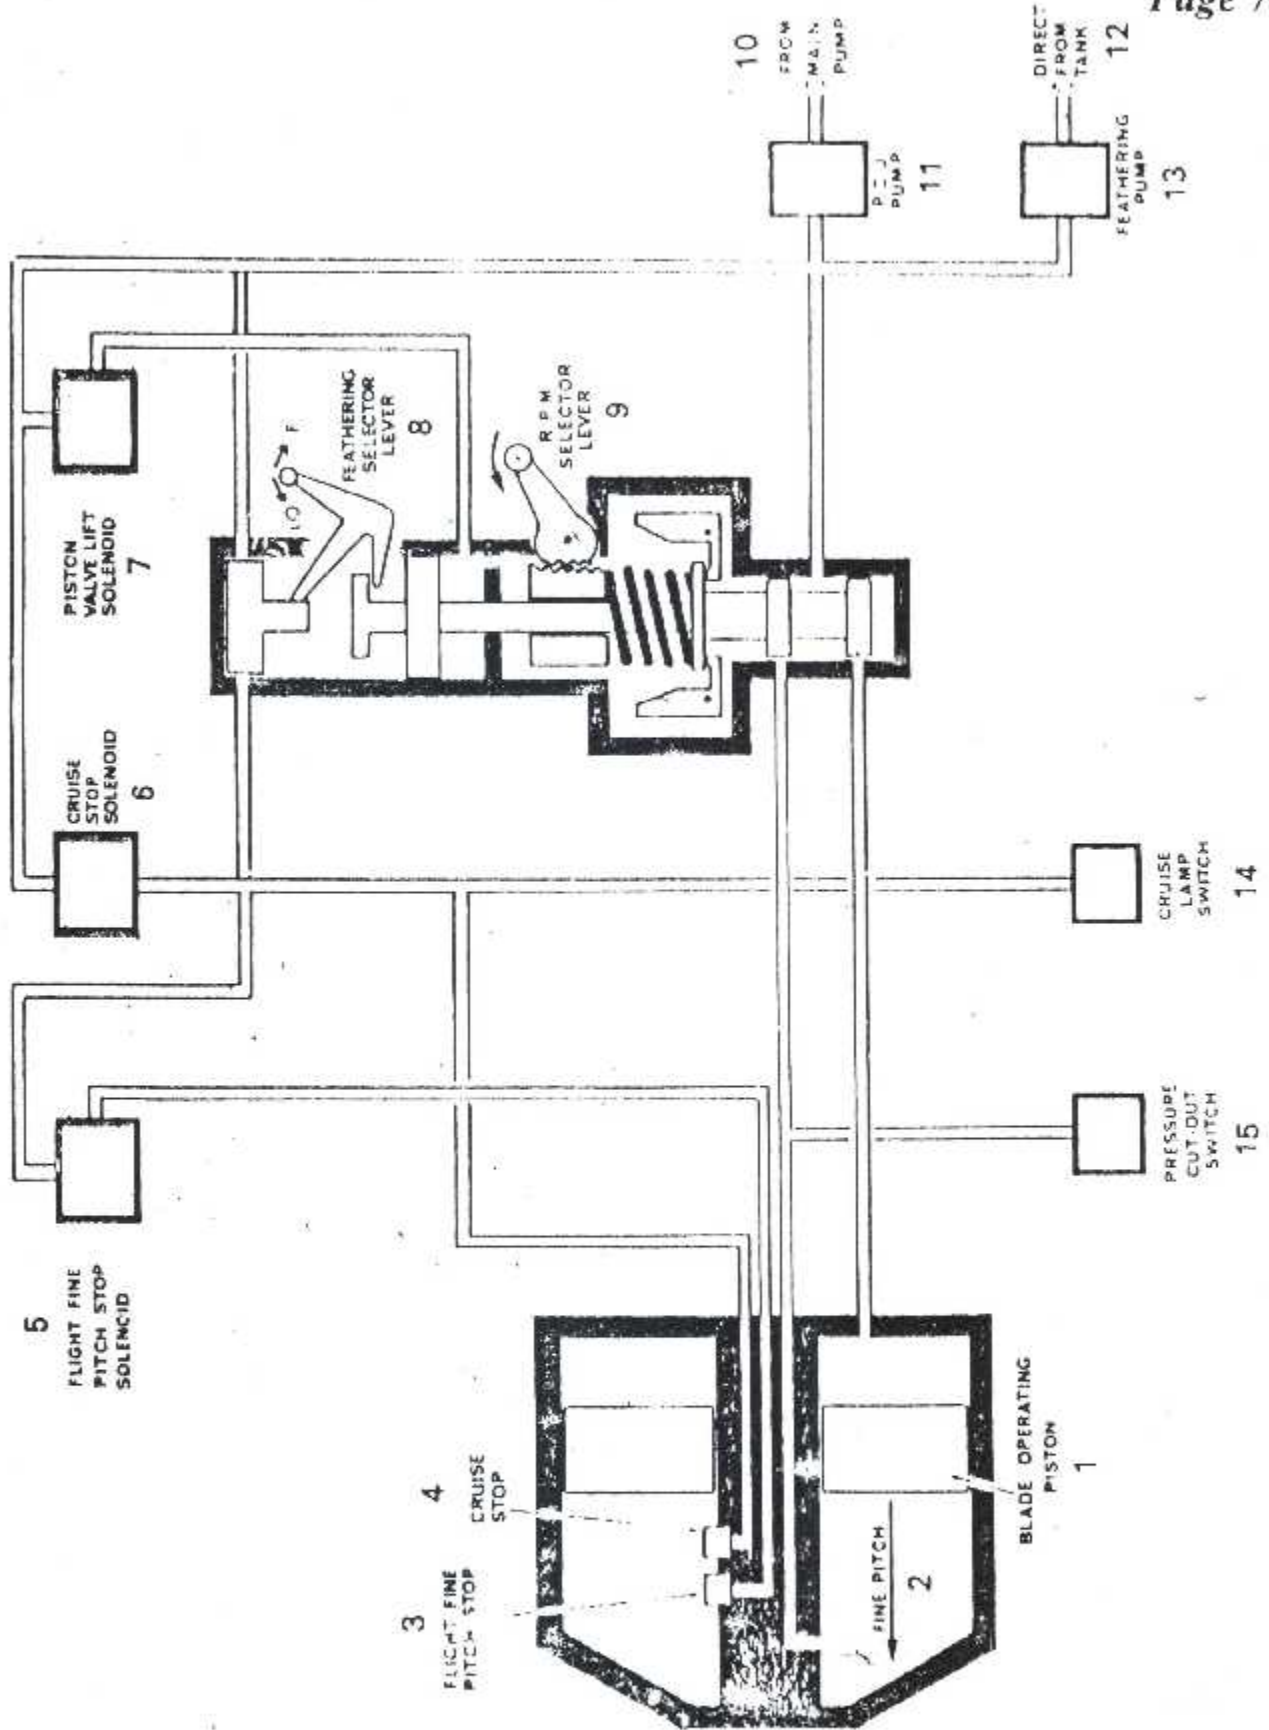 Page 7
10
FROM
MAIN
PUMP
DIRECT
FROM
TANK
12
PUMP
11
FEATHERING
PUMP
13
PISTON
VALVE LIFT
SOLENOID
7
LO
F
FEATHERING
SELECTOR
LEVER
8
RPM
SELECTOR
LEVER
9
CRUISE
STOP
SOLENOID
6
CRUISE
LAMP
SWITCH
14
5
FLIGHT FINE
PITCH STOP
SOLENOID
PRESSURE
CUT-OUT
SWITCH
15
4
CRUISE
STOP
3
FLIGHT FINE
PITCH STOP
FINE PITCH
2
BLADE OPERATING
PISTON
1